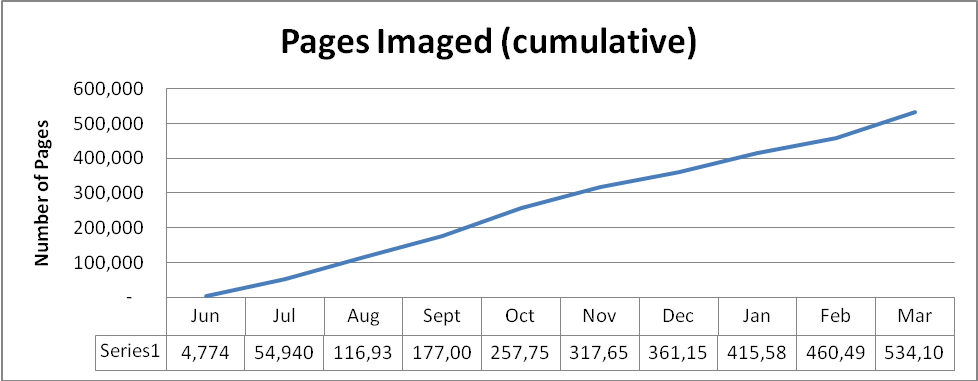 Pages Imaged (cumulative)
Number of Pages
600,000
500,000
400,000
300,000
200,000
100,000
-
Jun Jul Aug Sept Oct Nov Dec Jan Feb Mar
Series1 4,774 54,940 116,93 177,00 257,75 317,65 361,15 415,58 460,49 534,10